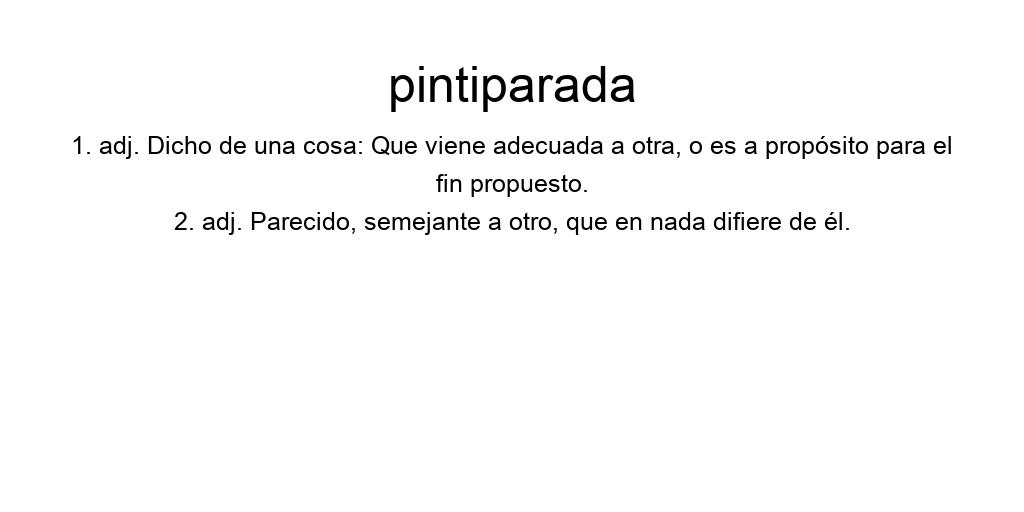 pintiparada
1. adj. Dicho de una cosa: Que viene adecuada a otra, o es a propósito para el
fin propuesto.
2. adj. Parecido, semejante a otro, que en nada difiere de él.